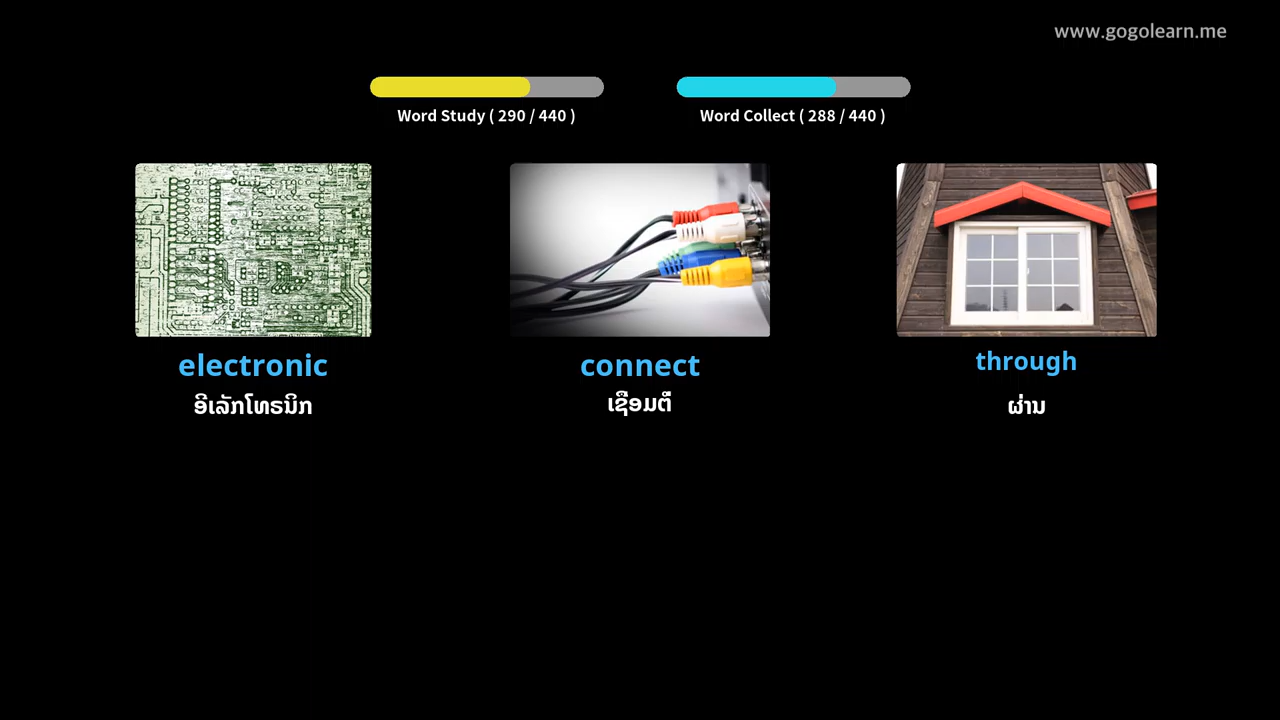 www.gogolearn.me
Word Study ( 290 / 440 )
Word Collect ( 288 / 440 )
electronic
ອີເລັກໂທຣນິກ
connect
ເຊື່ອມຕໍ່
through
ຜ່ານ